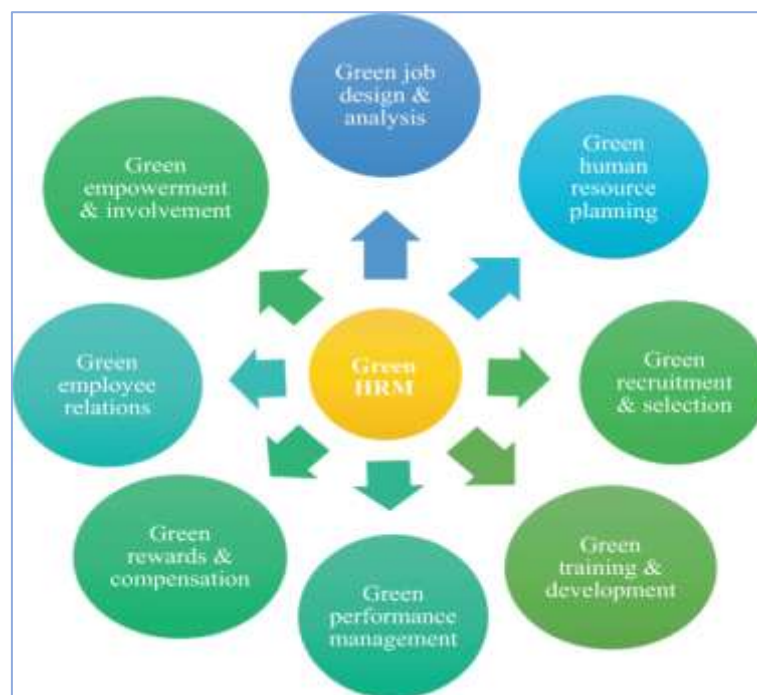 Green job
design &
analysis
Green
human
resource
planning
Green
recruitment
& selection
Green
training &
development
Green
performance
management
Green
rewards &
compensation
Green
employee
relations
Green
empowerment
& involvement
Green
HRM